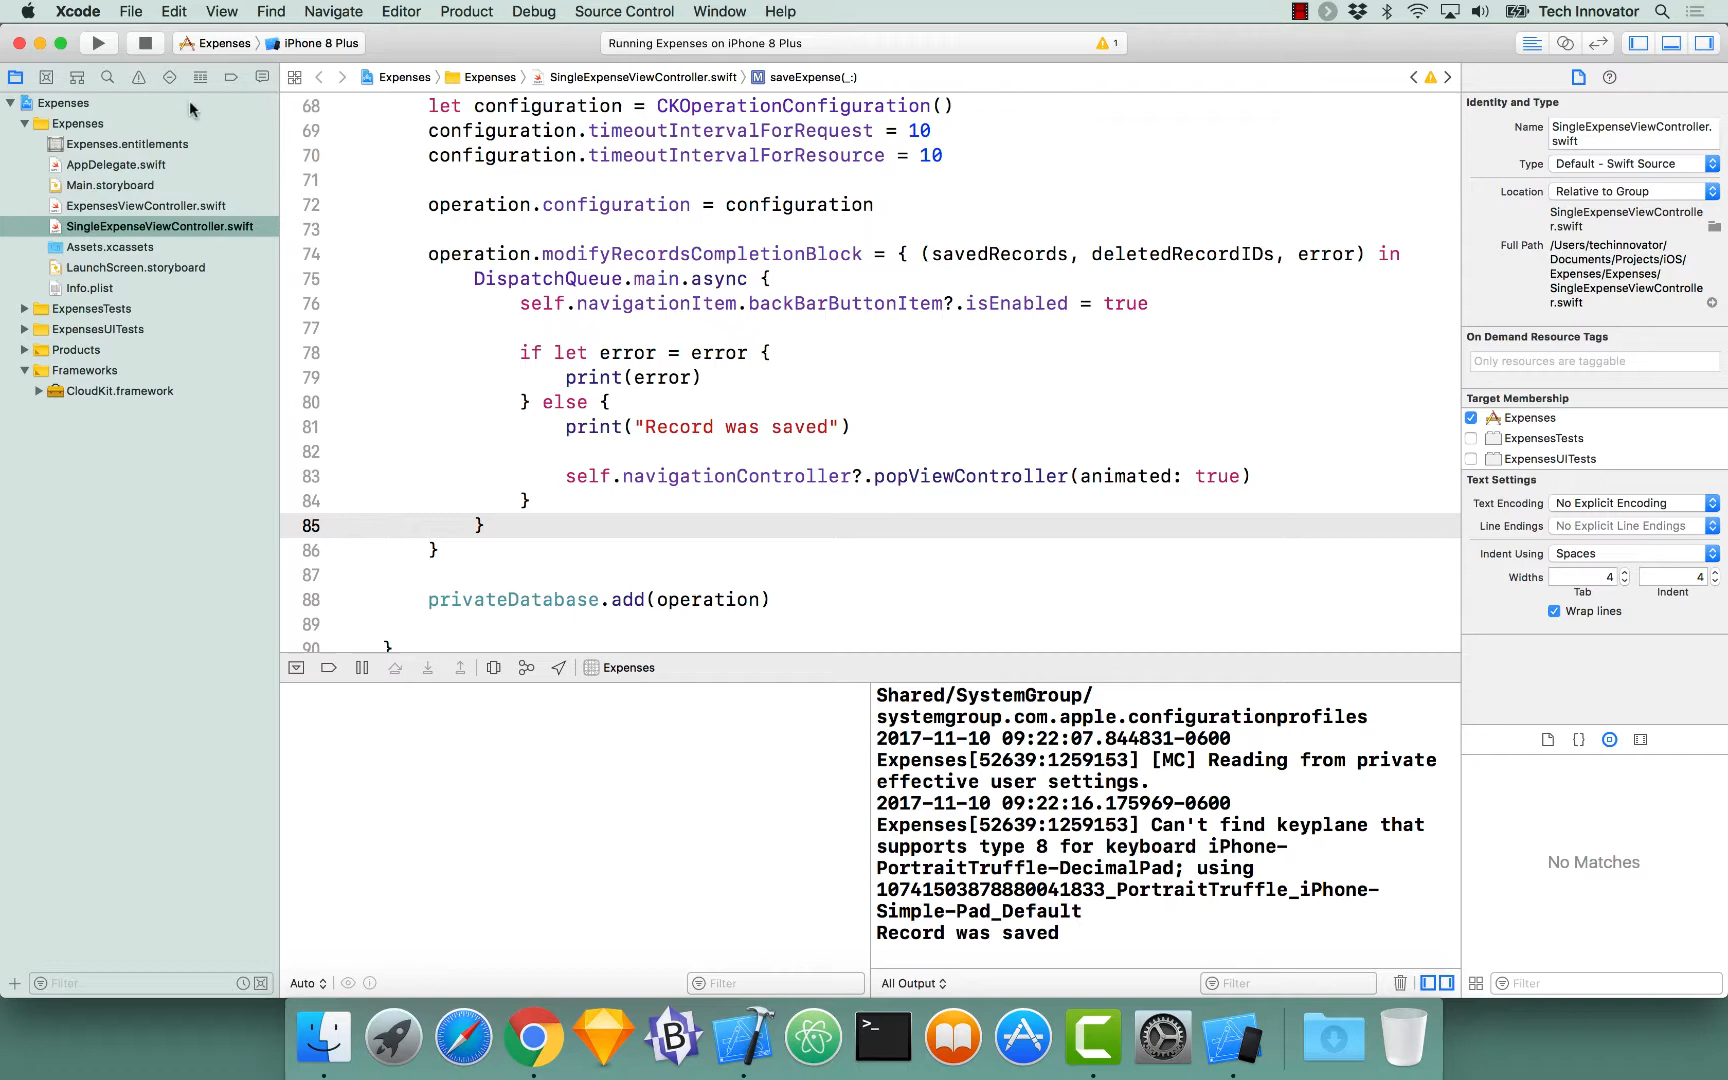 Xcode File Edit View Find Navigate Editor Product Debug Source Control Window Help Tech Innovator
Expenses iPhone 8 Plus
Running Expenses on iPhone 8 Plus 1
Expenses Expenses SingleExpenseViewController.swift M saveExpense(_:)
Expenses
Expenses
Expenses.entitlements
AppDelegate.swift
Main.storyboard
ExpensesViewController.swift
SingleExpenseViewController.swift
Assets.xcassets
LaunchScreen.storyboard
Info.plist
ExpensesTests
ExpensesUITests
Products
Frameworks
CloudKit.framework
Filter
68 let configuration = CKOperationConfiguration()
69 configuration.timeoutIntervalForRequest = 10
70 configuration.timeoutIntervalForResource = 10
71
72 operation.configuration = configuration
73
74 operation.modifyRecordsCompletionBlock = { (savedRecords, deletedRecordIDs, error) in
75 DispatchQueue.main.async {
76 self.navigationItem.backBarButtonItem?.isEnabled = true
77
78 if let error = error {
79 print(error)
80 } else {
81 print("Record was saved")
82
83 self.navigationController?.popViewController(animated: true)
84 }
85 }
86 }
87
88 privateDatabase.add(operation)
89
90 }
Expenses
Auto
Filter
Shared/SystemGroup/
systemgroup.com.apple.configurationprofiles
2017-11-10 09:22:07.844831-0600
Expenses[52639:1259153] [MC] Reading from private
effective user settings.
2017-11-10 09:22:16.175969-0600
Expenses[52639:1259153] Can't find keyplane that
supports type 8 for keyboard iPhone-
PortraitTruffle-DecimalPad; using
10741503878880041833_PortraitTruffle_iPhone-
Simple-Pad_Default
Record was saved
All Output
Filter
Identity and Type
Name SingleExpenseViewController.
swift
Type Default - Swift Source
Location Relative to Group
SingleExpenseViewControlle
r.swift
Full Path /Users/techinnovator/
Documents/Projects/iOS/
Expenses/Expenses/
SingleExpenseViewControlle
r.swift
On Demand Resource Tags
Only resources are taggable
Target Membership
Expenses
ExpensesTests
ExpensesUITests
Text Settings
Text Encoding No Explicit Encoding
Line Endings No Explicit Line Endings
Indent Using Spaces
Widths 4 4
Tab Indent
Wrap lines
{}
No Matches
Filter
B
>_
C